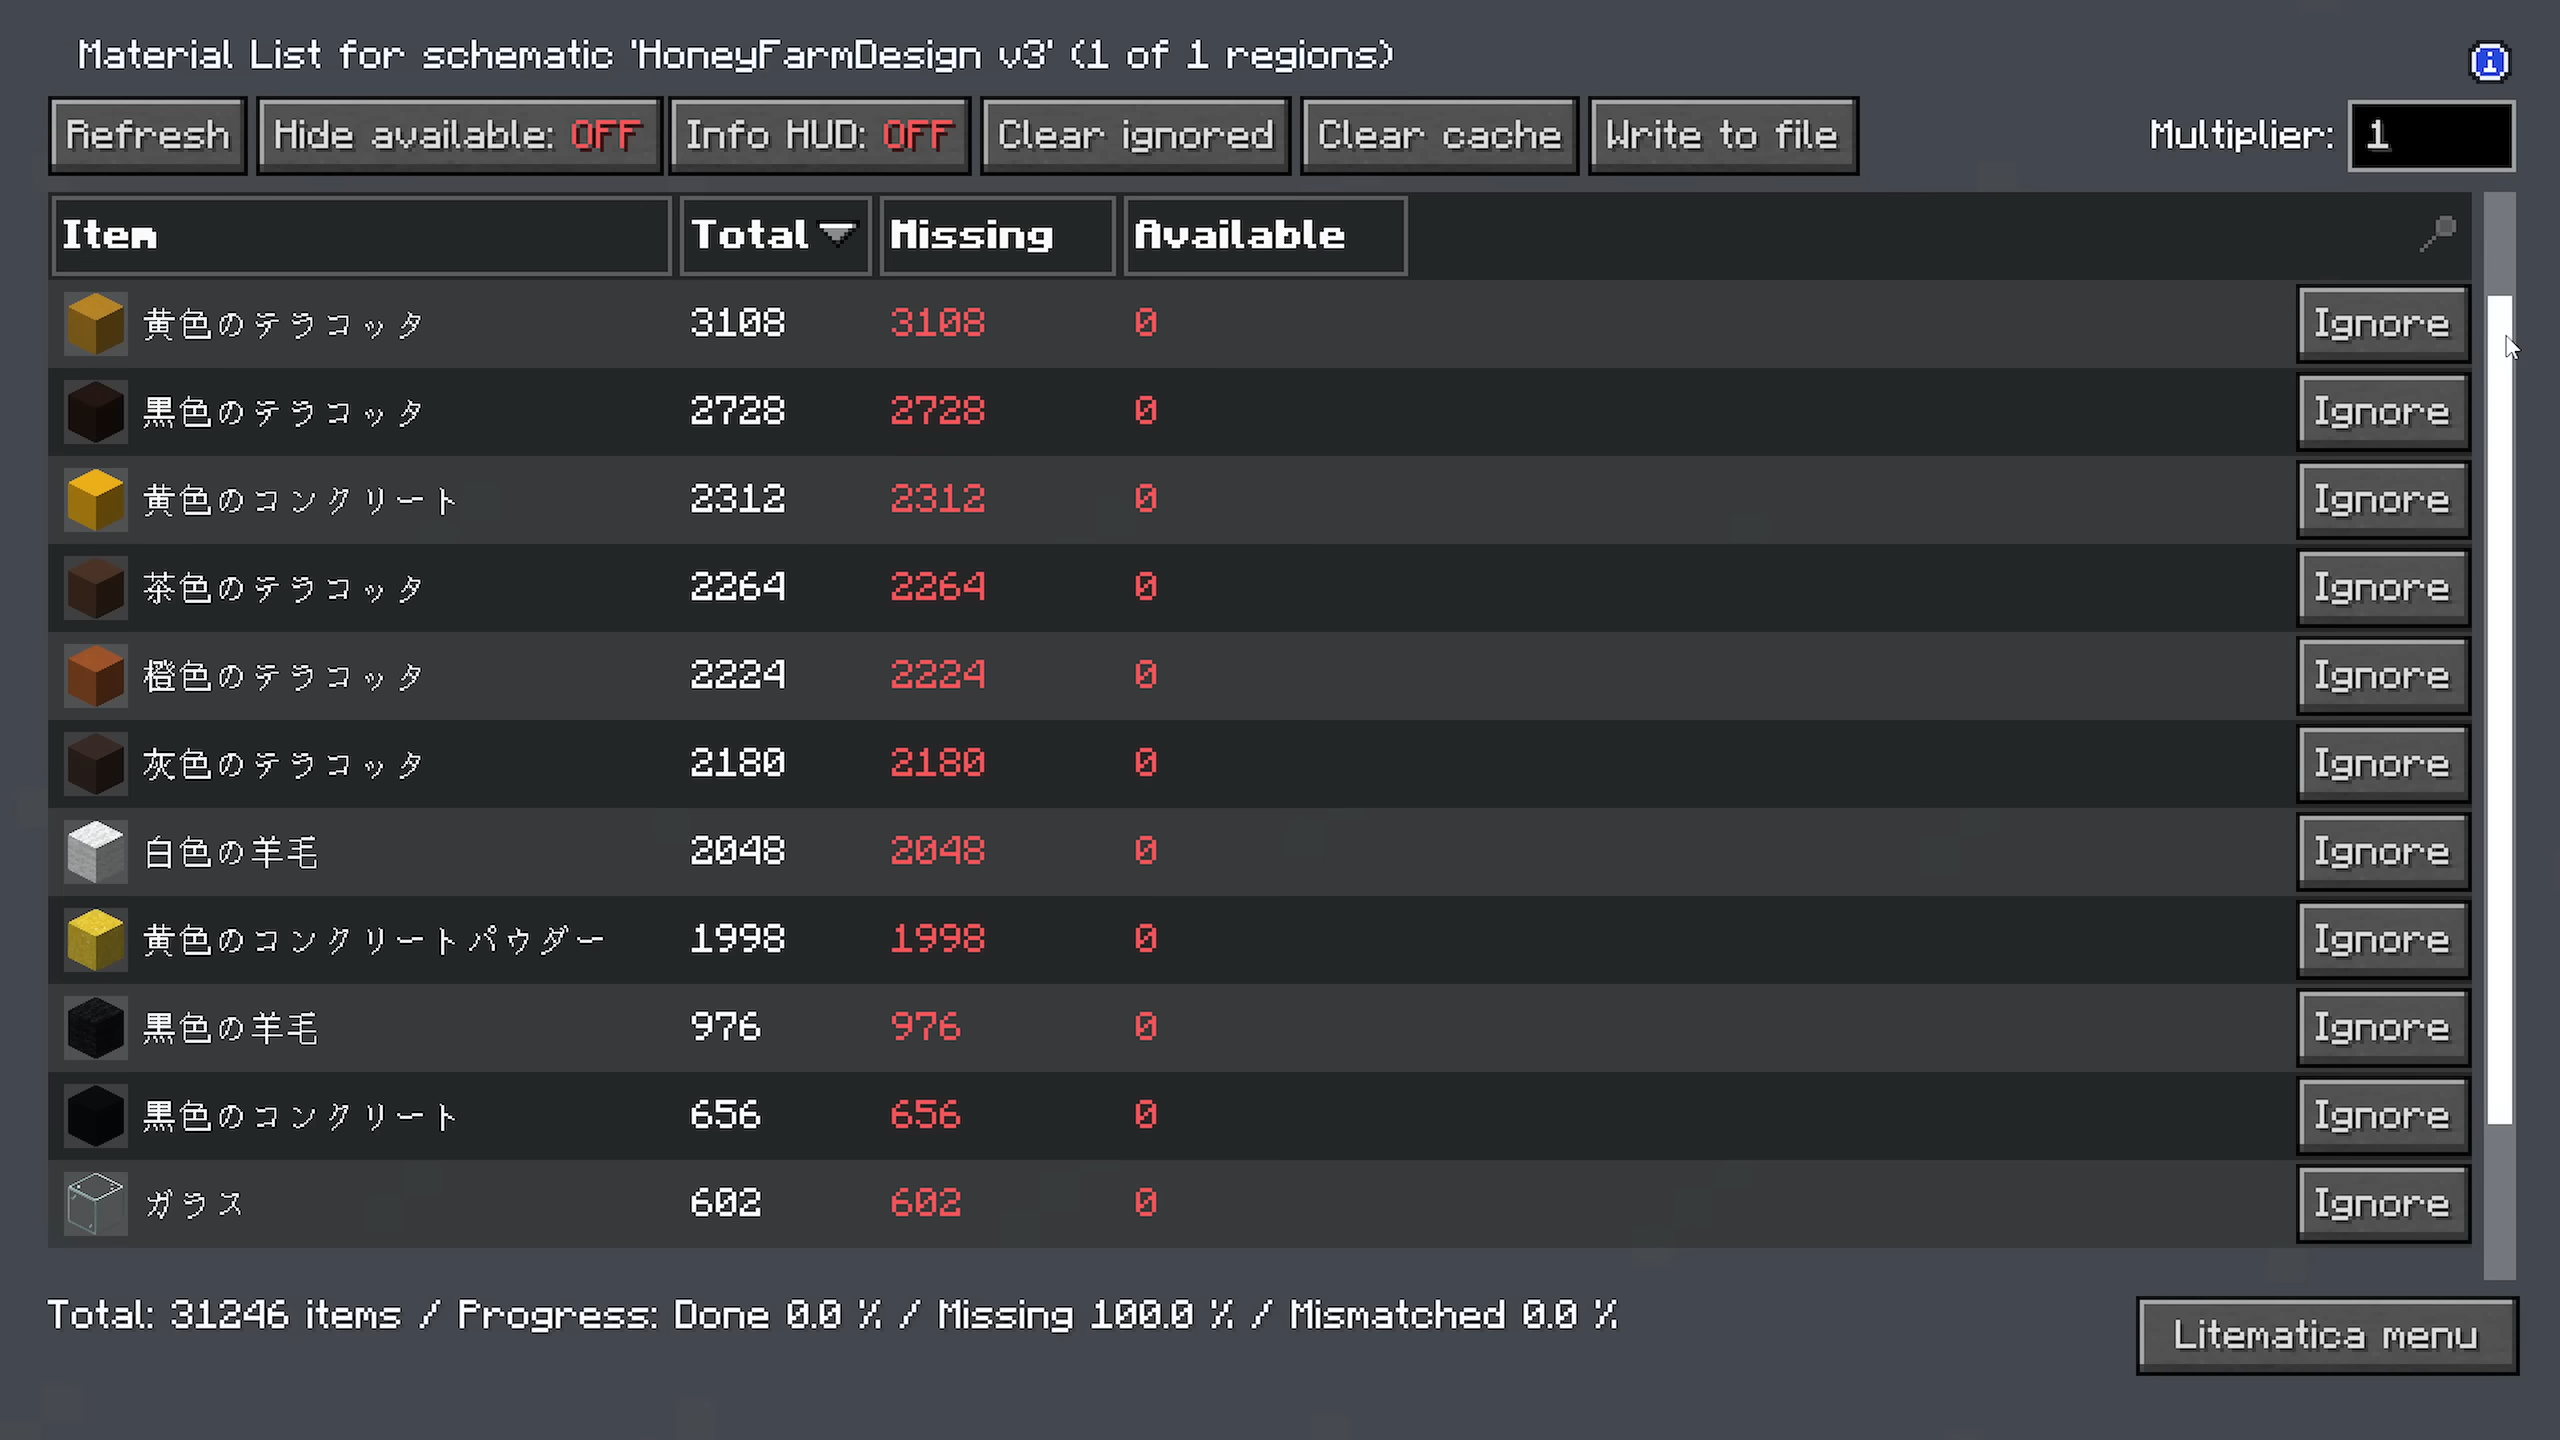 Material List for schematic 'HoneyFarmDesign v3' (1 of 1 regions)
Refresh Hide available: OFF Info HUD: OFF Clear ignored Clear cache Write to file Multiplier: 1
Item Total Missing Available
黄色のテラコッタ 3108 3108 0 Ignore
黒色のテラコッタ 2728 2728 0 Ignore
黄色のコンクリート 2312 2312 0 Ignore
茶色のテラコッタ 2264 2264 0 Ignore
橙色のテラコッタ 2224 2224 0 Ignore
灰色のテラコッタ 2180 2180 0 Ignore
白色の羊毛 2048 2048 0 Ignore
黄色のコンクリートパウダー 1998 1998 0 Ignore
黒色の羊毛 976 976 0 Ignore
黒色のコンクリート 656 656 0 Ignore
ガラス 602 602 0 Ignore
Total: 31246 items / Progress: Done 0.0 % / Missing 100.0 % / Mismatched 0.0 %
Litematica menu